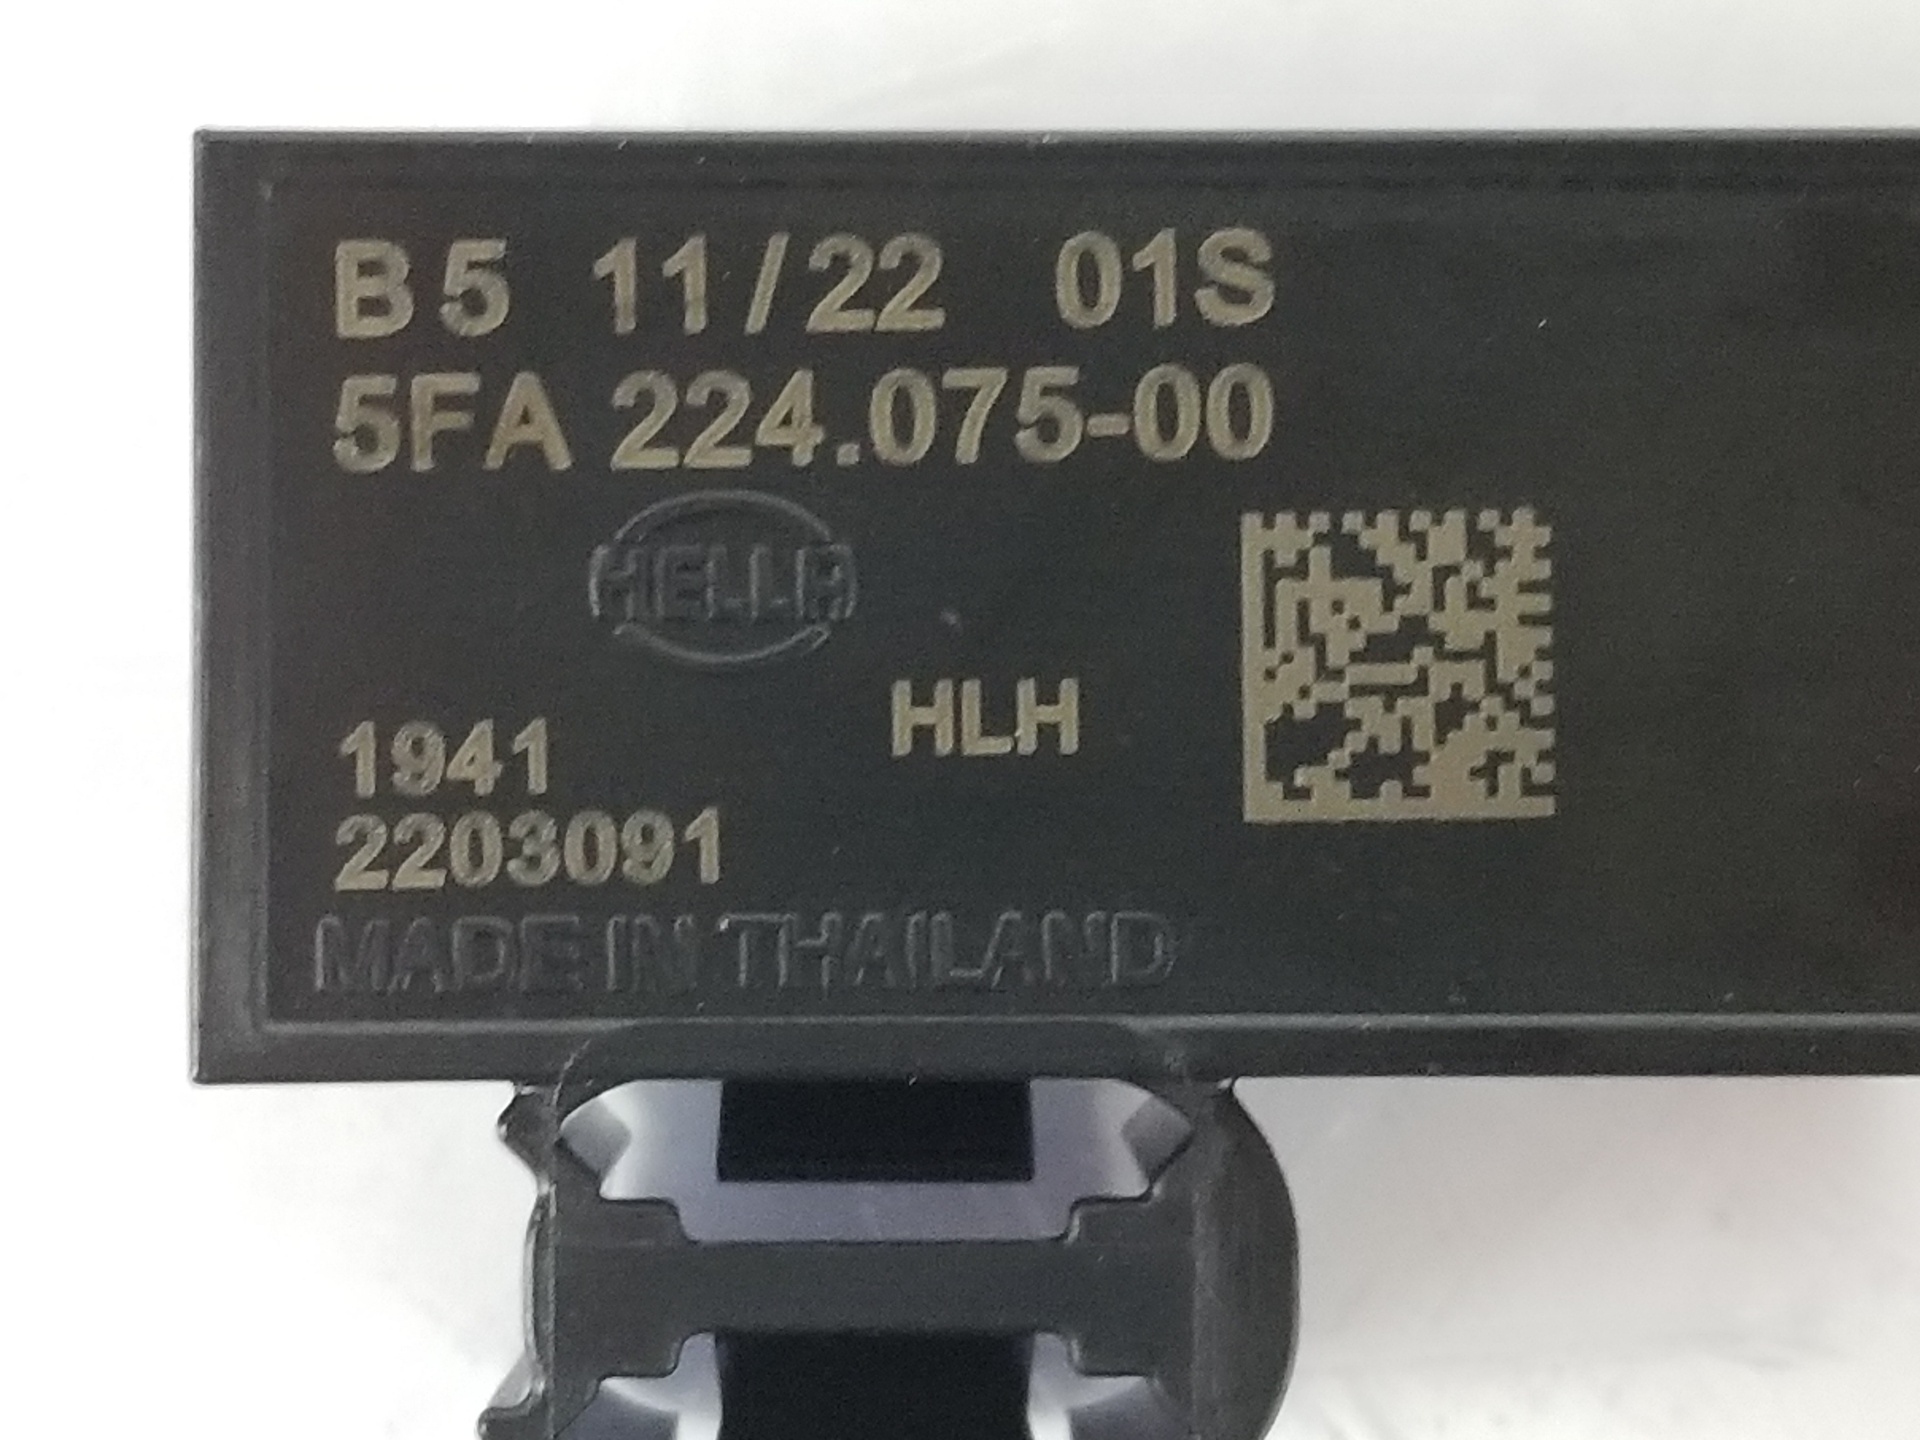 B5 11/22 01S
5FA 224.075-00
HELLA
HLH
1941
2203091
MADE IN THAILAND